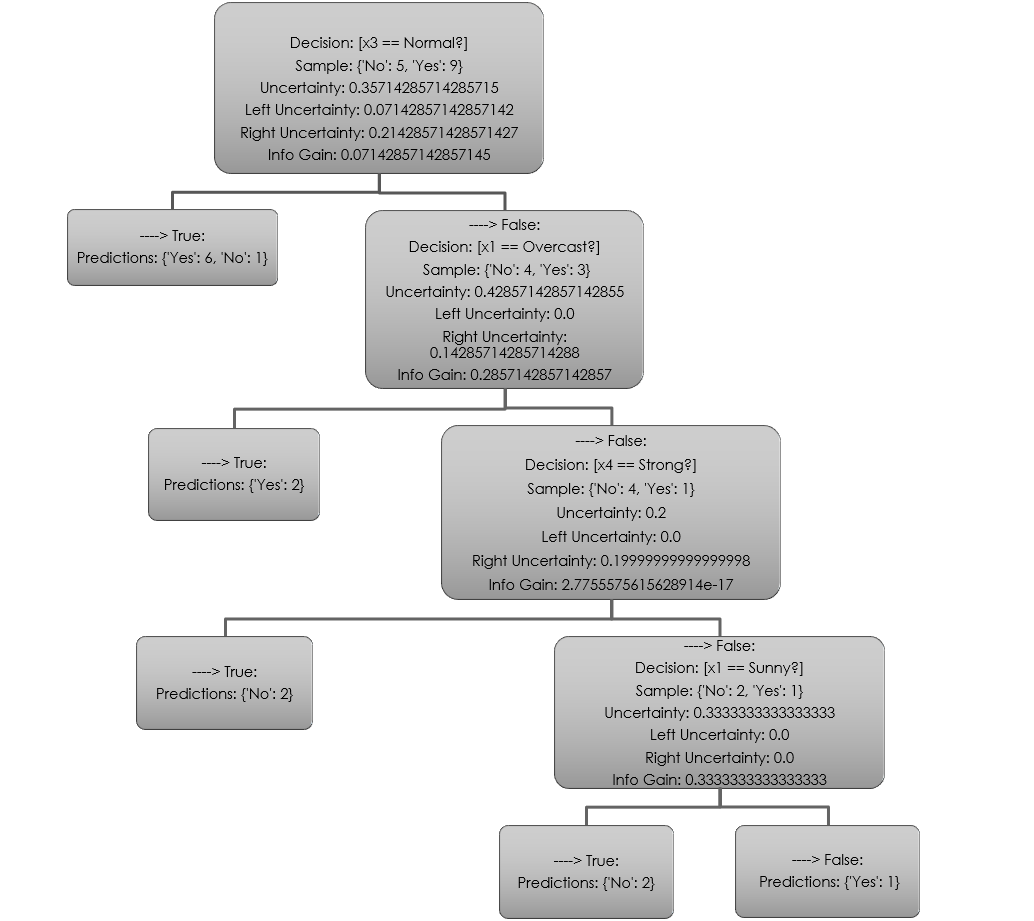 Decision: [x3 == Normal?]
Sample: {'No': 5, 'Yes': 9}
Uncertainty: 0.35714285714285715
Left Uncertainty: 0.07142857142857142
Right Uncertainty: 0.21428571428571427
Info Gain: 0.07142857142857145
----> True:
Predictions: {'Yes': 6, 'No': 1}
----> False:
Decision: [x1 == Overcast?]
Sample: {'No': 4, 'Yes': 3}
Uncertainty: 0.42857142857142855
Left Uncertainty: 0.0
Right Uncertainty:
0.14285714285714288
Info Gain: 0.2857142857142857
----> True:
Predictions: {'Yes': 2}
----> False:
Decision: [x4 == Strong?]
Sample: {'No': 4, 'Yes': 1}
Uncertainty: 0.2
Left Uncertainty: 0.0
Right Uncertainty: 0.19999999999999998
Info Gain: 2.7755575615628914e-17
----> True:
Predictions: {'No': 2}
----> False:
Decision: [x1 == Sunny?]
Sample: {'No': 2, 'Yes': 1}
Uncertainty: 0.3333333333333333
Left Uncertainty: 0.0
Right Uncertainty: 0.0
Info Gain: 0.3333333333333333
----> True:
Predictions: {'No': 2}
----> False:
Predictions: {'Yes': 1}